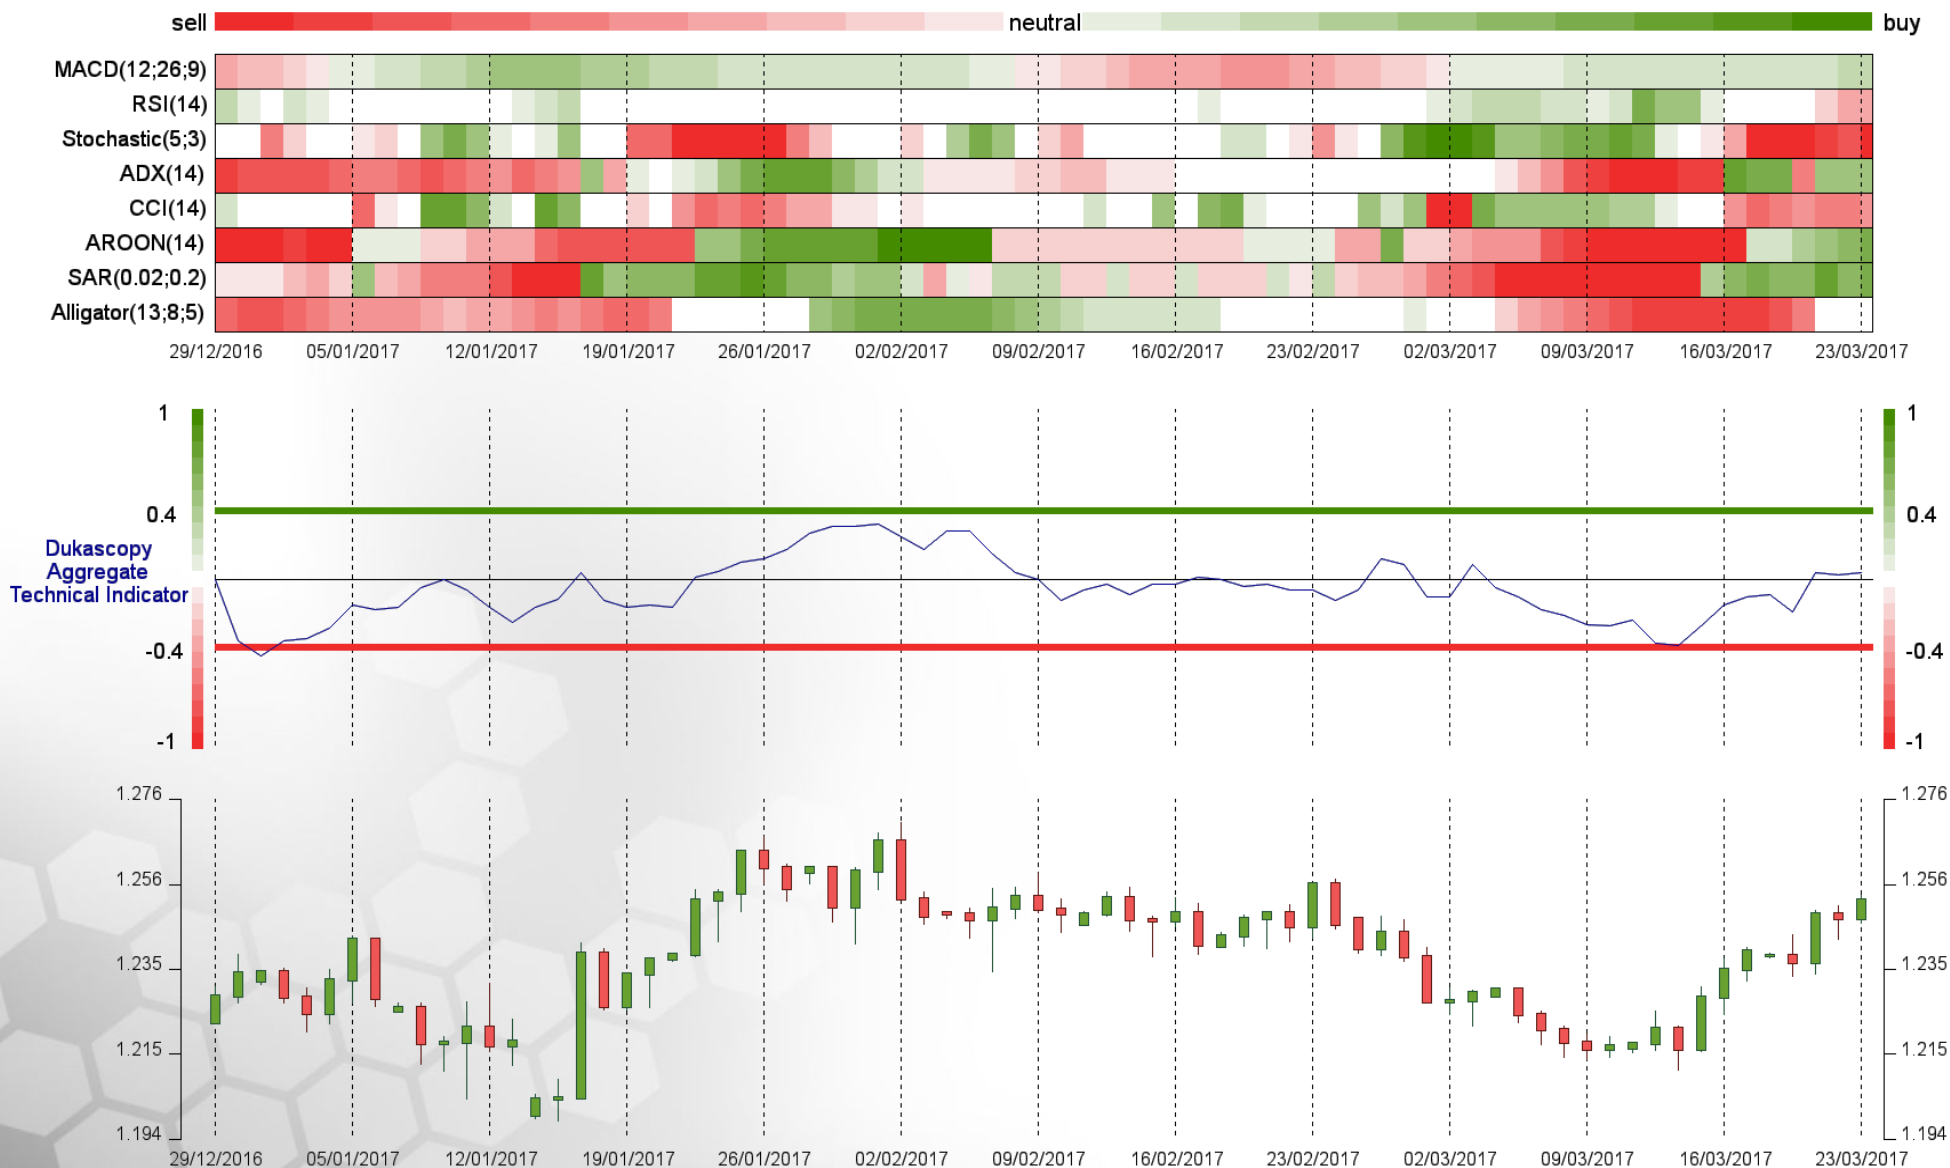 sell neutral buy
MACD(12;26;9)
RSI(14)
Stochastic(5;3)
ADX(14)
CCI(14)
AROON(14)
SAR(0.02;0.2)
Alligator(13;8;5)
29/12/2016 05/01/2017 12/01/2017 19/01/2017 26/01/2017 02/02/2017 09/02/2017 16/02/2017 23/02/2017 02/03/2017 09/03/2017 16/03/2017 23/03/2017
1 1
0.4 0.4
Dukascopy
Aggregate
Technical Indicator
-0.4 -0.4
-1 -1
1.276 1.276
1.256 1.256
1.235 1.235
1.215 1.215
1.194 1.194
29/12/2016 05/01/2017 12/01/2017 19/01/2017 26/01/2017 02/02/2017 09/02/2017 16/02/2017 23/02/2017 02/03/2017 09/03/2017 16/03/2017 23/03/2017